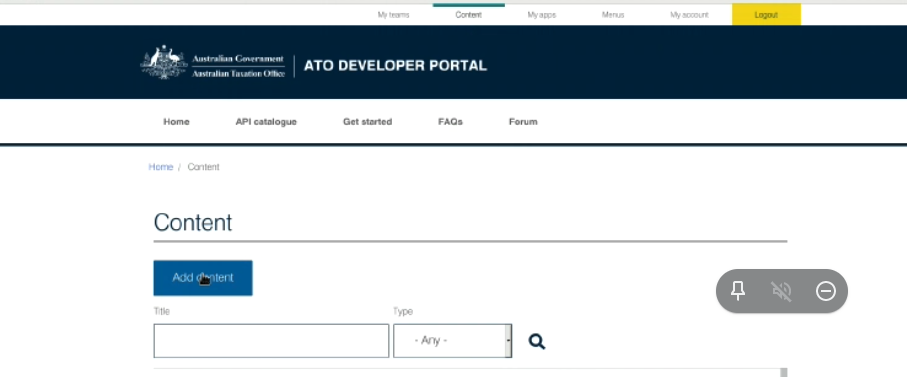 My teams Content My apps Menus My account Logout
Australian Government
Australian Taxation Office
ATO DEVELOPER PORTAL
Home API catalogue Get started FAQs Forum
Home / Content
Content
Add content
Title Type
- Any -